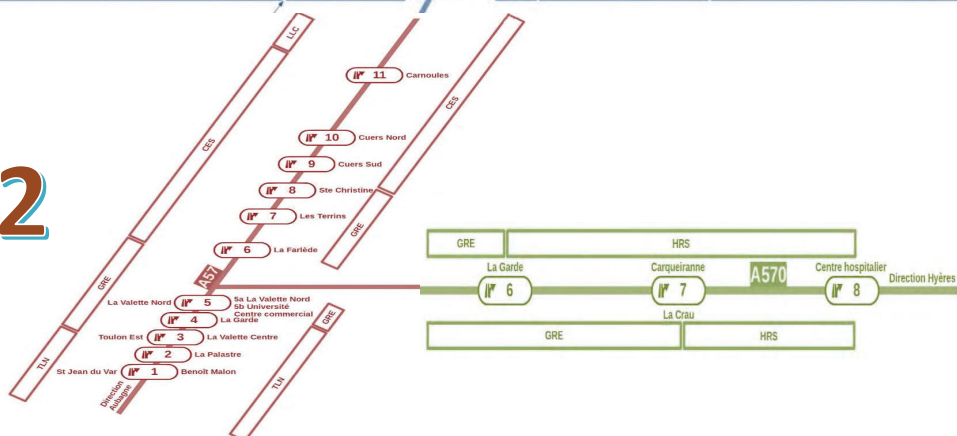 LLC
11 Carnoules
CES
CES
10 Cuers Nord
9 Cuers Sud
8 Ste Christine
7 Les Terrins
GRE
6 La Farlède
2
GRE
A57
La Valette Nord 5 5a La Valette Nord
5b Université
Centre commercial
4 La Garde
GRE
Toulon Est 3 La Valette Centre
2 La Palastre
TLN
St Jean du Var 1 Benoît Malon
TLN
Direction
Aubagne
GRE HRS
La Garde Carqueiranne A570 Centre hospitalier
6 7 8 Direction Hyères
La Crau
GRE HRS